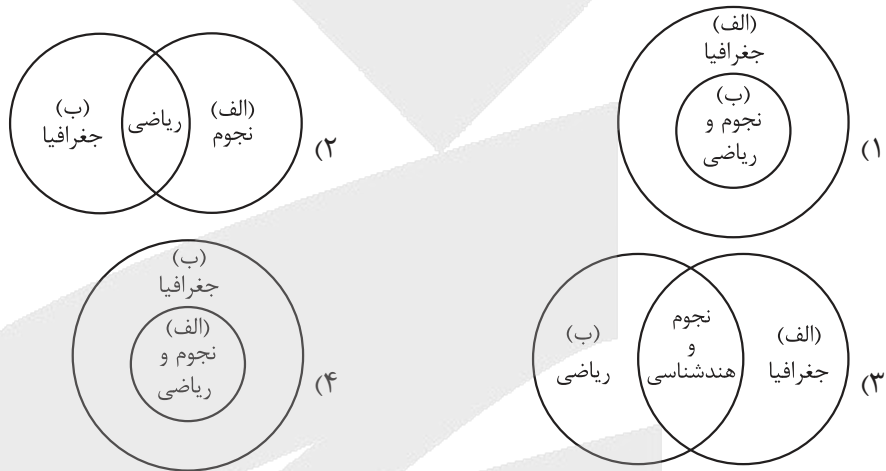 (۱
(الف)
جغرافیا
(ب)
نجوم و
ریاضی
(۲
(الف)
نجوم
ریاضی
(ب)
جغرافیا
(۳
(الف)
جغرافیا
نجوم
و
هندشناسی
(ب)
ریاضی
(۴
(ب)
جغرافیا
(الف)
نجوم و
ریاضی